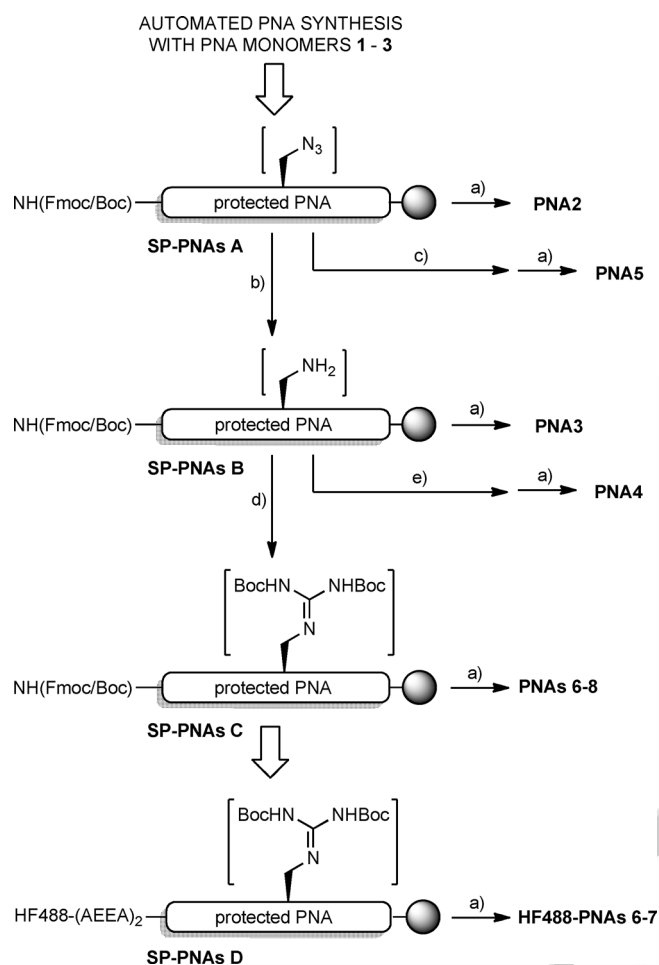 AUTOMATED PNA SYNTHESIS
WITH PNA MONOMERS 1 - 3
N3
NH(Fmoc/Boc)
protected PNA
a)
PNA2
SP-PNAs A
b)
c)
a)
PNA5
NH2
NH(Fmoc/Boc)
protected PNA
a)
PNA3
SP-PNAs B
d)
e)
a)
PNA4
BocHN
NHBoc
N
NH(Fmoc/Boc)
protected PNA
a)
PNAs 6-8
SP-PNAs C
BocHN
NHBoc
N
HF488-(AEEA)2
protected PNA
a)
HF488-PNAs 6-7
SP-PNAs D